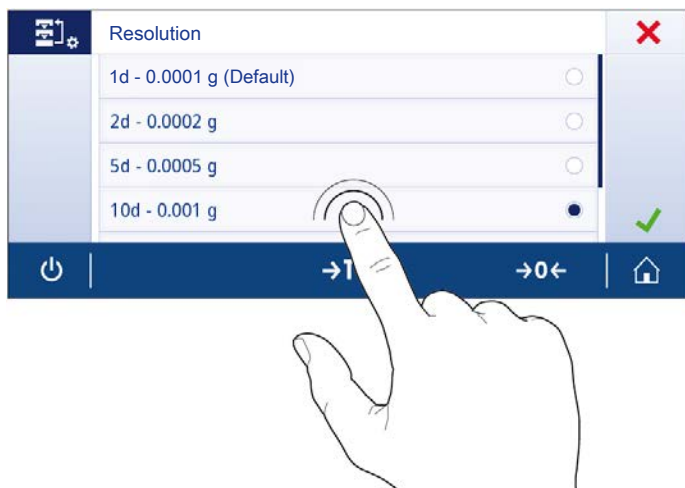 Resolution
1d - 0.0001 g (Default)
2d - 0.0002 g
5d - 0.0005 g
10d - 0.001 g
→T →0←